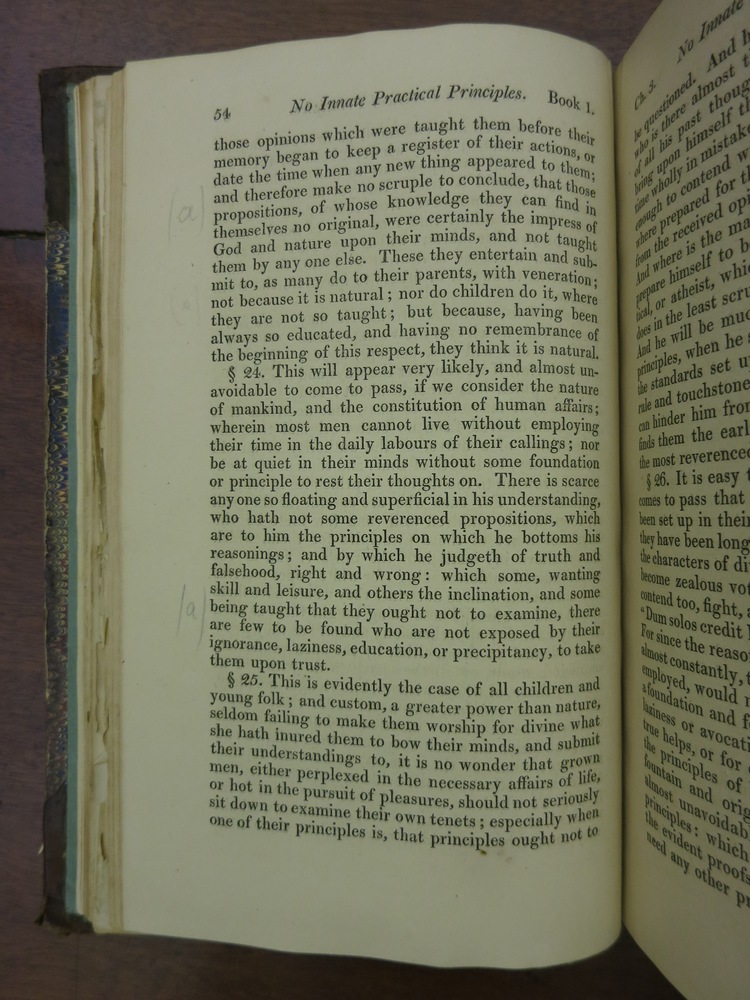 54 No Innate Practical Principles. Book 1.
those opinions which were taught them before their
memory began to keep a register of their actions, or
date the time when any new thing appeared to them;
and therefore make no scruple to conclude, that those
propositions, of whose knowledge they can find in
themselves no original, were certainly the impress of
God and nature upon their minds, and not taught
them by any one else. These they entertain and sub-
mit to, as many do to their parents, with veneration;
not because it is natural; nor do children do it, where
they are not so taught; but because, having been
always so educated, and having no remembrance of
the beginning of this respect, they think it is natural.
§ 24. This will appear very likely, and almost un-
avoidable to come to pass, if we consider the nature
of mankind, and the constitution of human affairs;
wherein most men cannot live without employing
their time in the daily labours of their callings; nor
be at quiet in their minds without some foundation
or principle to rest their thoughts on. There is scarce
any one so floating and superficial in his understanding,
who hath not some reverenced propositions, which
are to him the principles on which he bottoms his
reasonings; and by which he judgeth of truth and
falsehood, right and wrong: which some, wanting
skill and leisure, and others the inclination, and some
being taught that they ought not to examine, there
are few to be found who are not exposed by their
ignorance, laziness, education, or precipitancy, to take
them upon trust.
§ 25. This is evidently the case of all children and
young folk; and custom, a greater power than nature,
seldom failing to make them worship for divine what
she hath inured them to bow their minds, and submit
their understandings to, it is no wonder that grown
men, either perplexed in the necessary affairs of life,
or hot in the pursuit of pleasures, should not seriously
sit down to examine their own tenets; especially when
one of their principles is, that principles ought not to
Ch. 3. No Innate
be questioned. And
who is there almost
of all his past
bring upon himself
time wholly in
enough to contend
where prepared for
from the received
And where is the
prepare himself to
or atheist,
does in the least
And he will be
principles, when he
the standards set
rule and touchstone
can hinder him
finds them the
the most
§ 26. It is easy
comes to pass that
been set up in their
they have been long
the characters of
become zealous
contend too, fight,
"Dum solos credit
For since the
almost constantly,
employed, would
a foundation and
laziness or
true helps, or for
the principles of
fountain and
almost
principles: which
the evident
need any other